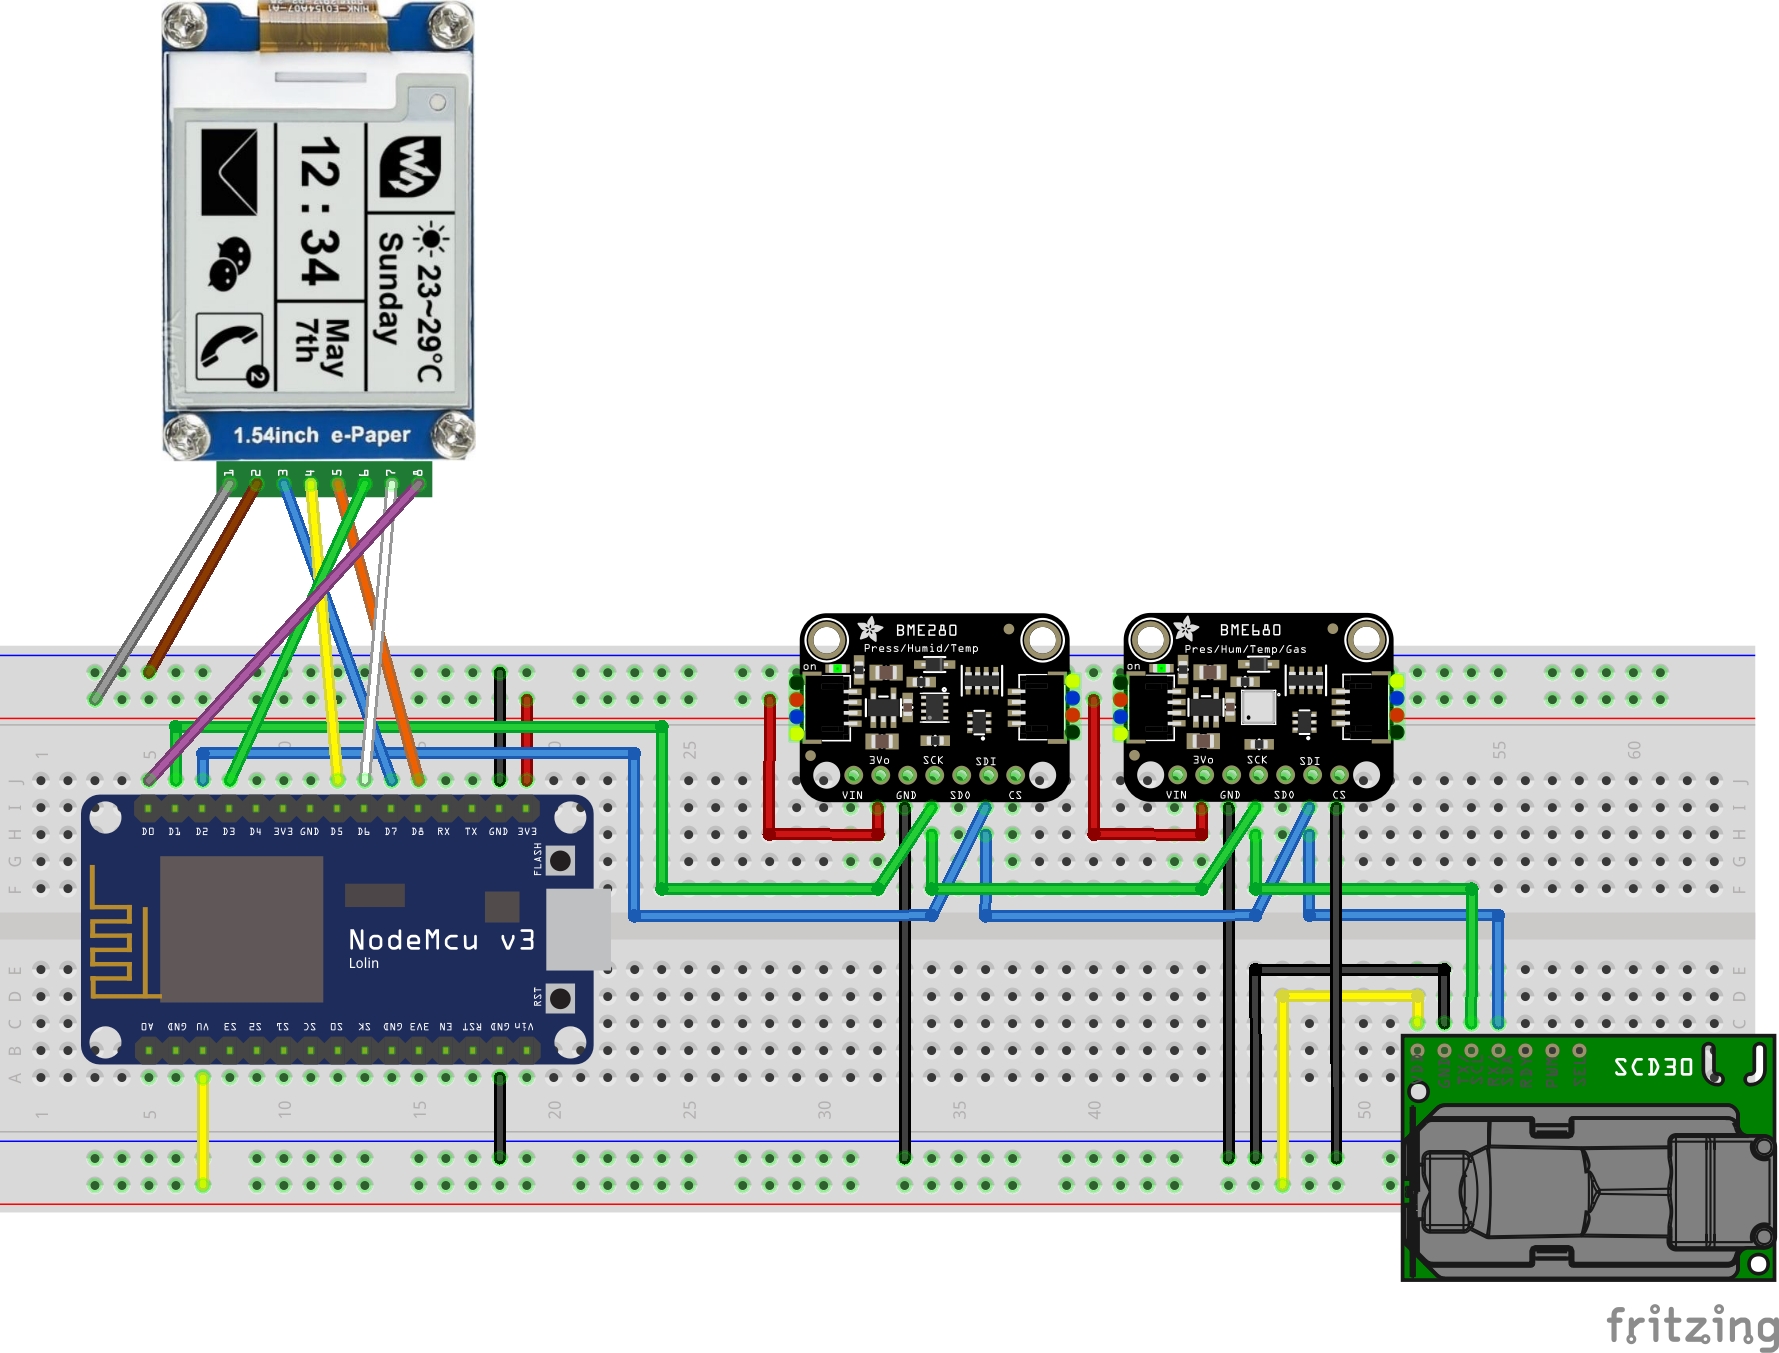 1.54inch e-Paper
12:34
Sunday
23~29°C
May
7th
2
1 2 3 4 5 6 7 8
BME280
Press/Humid/Temp
on
3Vo SCK SDI
VIN GND SDO CS
BME680
Pres/Hum/Temp/Gas
on
3Vo SCK SDI
VIN GND SDO CS
1 5 25 55 60
J
I
H
G
F
D0 D1 D2 D3 D4 3V3 GND D5 D6 D7 D8 RX TX GND 3V3
FLASH
NodeMcu v3
Lolin
RST
A0 GND VU S3 S2 S1 SC SO SK GND 3V3 EN RST GND Vin
E
D
C
B
A
1 5 10 15 20 25 30 35 40 50
SCD30
fritzing